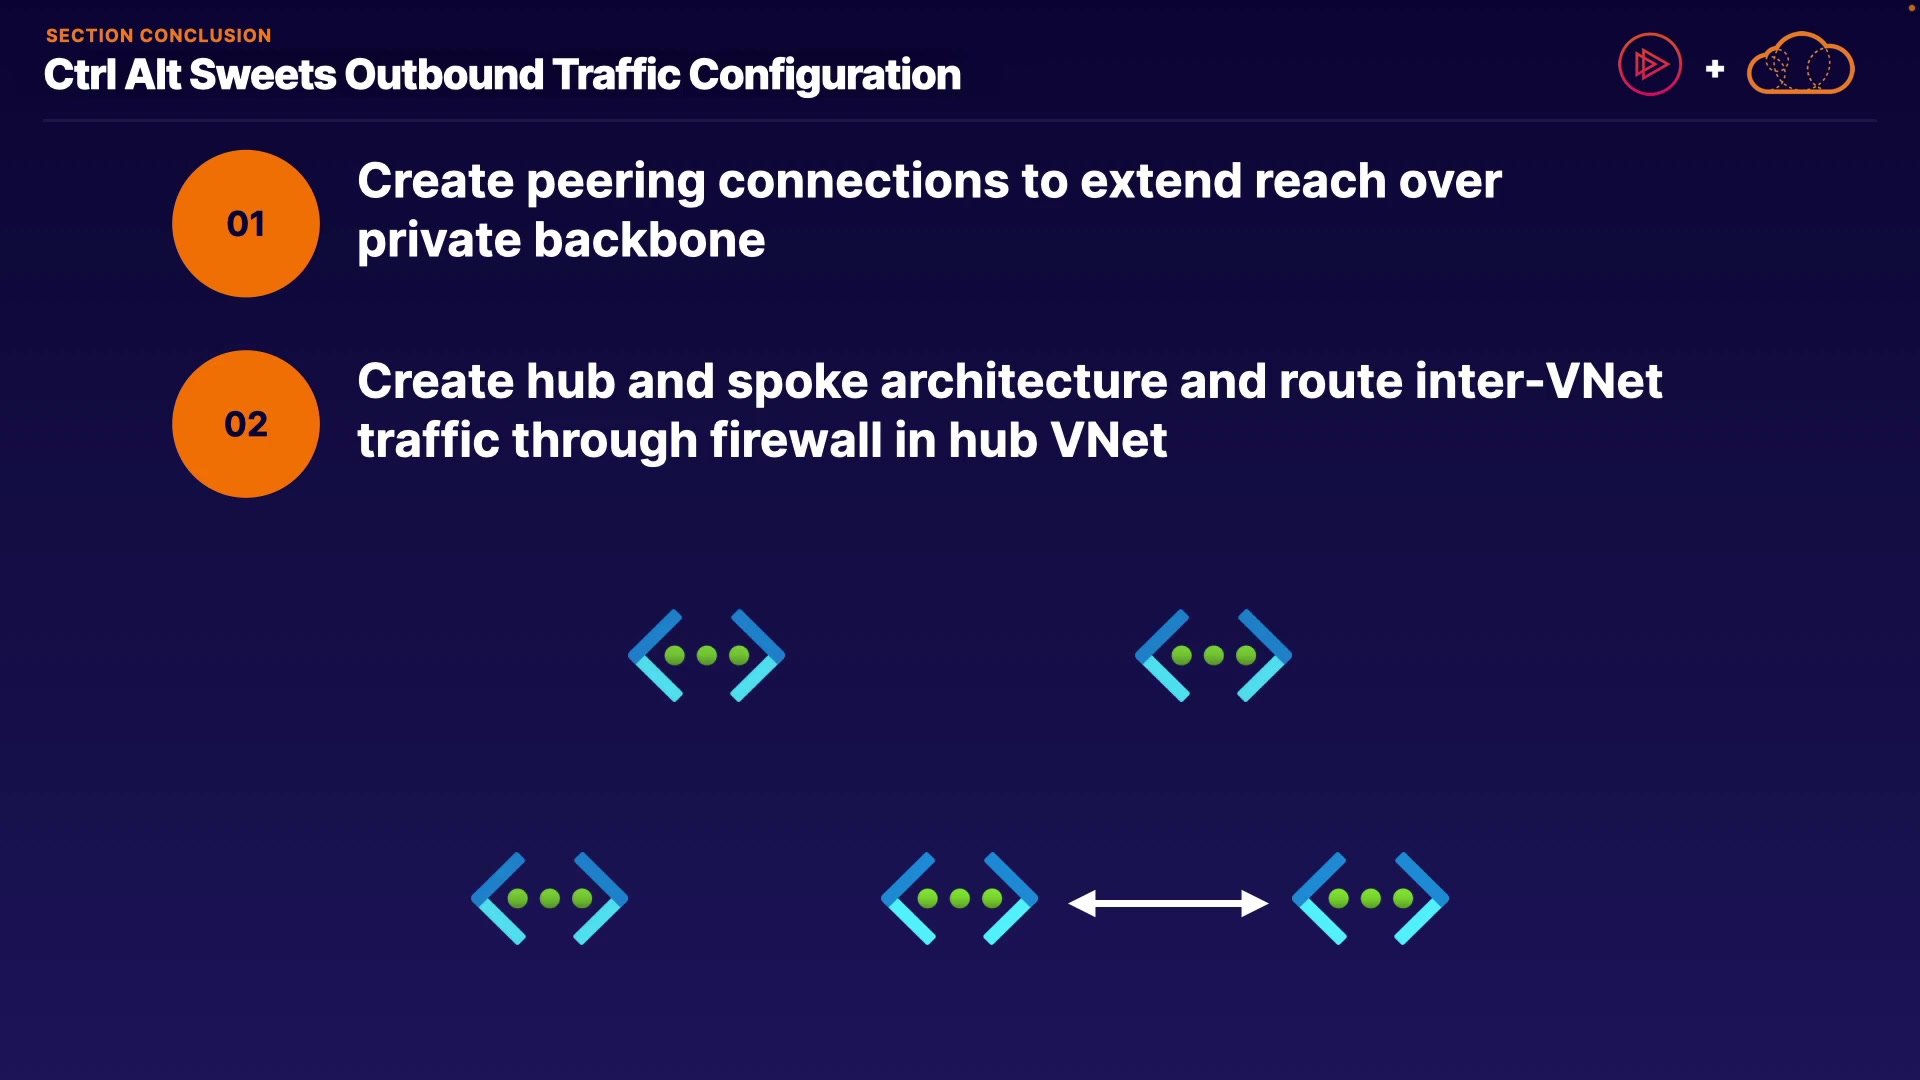 SECTION CONCLUSION
Ctrl Alt Sweets Outbound Traffic Configuration
+
01
Create peering connections to extend reach over
private backbone
02
Create hub and spoke architecture and route inter-VNet
traffic through firewall in hub VNet